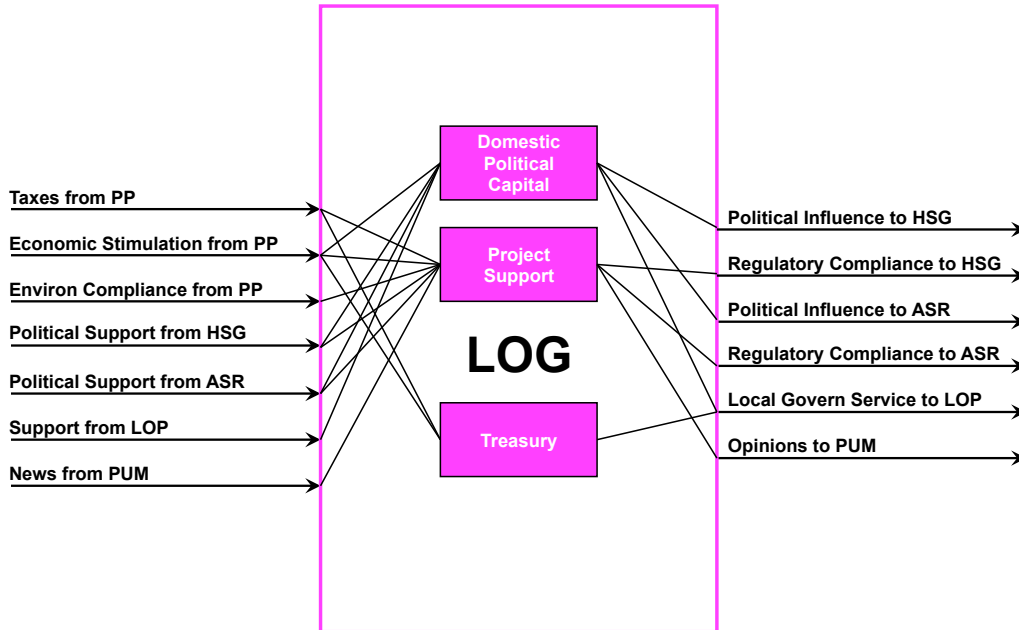 Taxes from PP
Economic Stimulation from PP
Environ Compliance from PP
Political Support from HSG
Political Support from ASR
Support from LOP
News from PUM
Domestic
Political
Capital
Project
Support
LOG
Treasury
Political Influence to HSG
Regulatory Compliance to HSG
Political Influence to ASR
Regulatory Compliance to ASR
Local Govern Service to LOP
Opinions to PUM